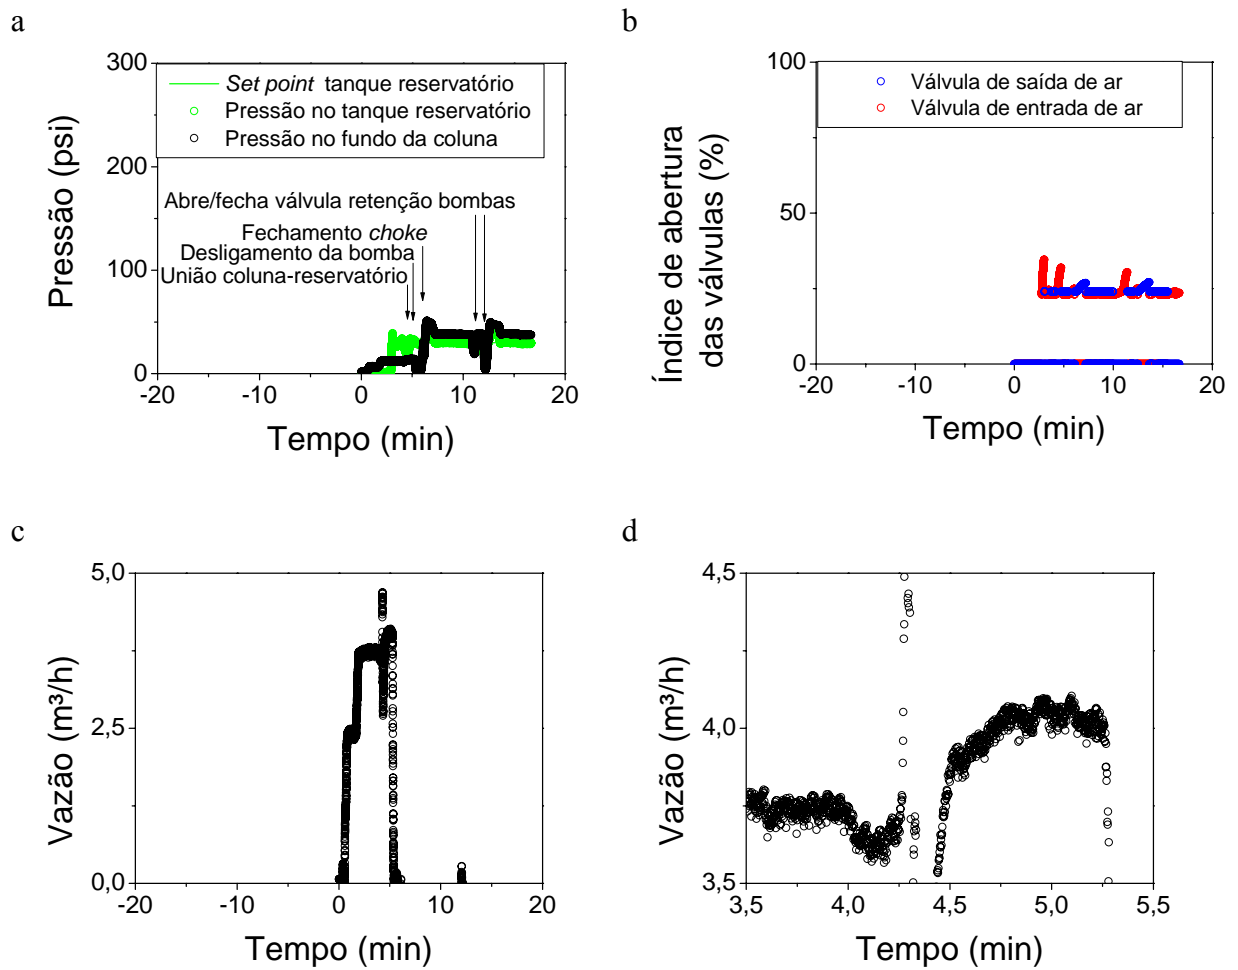 a
Pressão (psi)
300
200
100
0
-20
-10
0
10
20
Tempo (min)
Set point tanque reservatório
Pressão no tanque reservatório
Pressão no fundo da coluna
Abre/fecha válvula retenção bombas
Fechamento choke
Desligamento da bomba
União coluna-reservatório
b
Índice de abertura
das válvulas (%)
100
50
0
-20
-10
0
10
20
Tempo (min)
Válvula de saída de ar
Válvula de entrada de ar
c
Vazão (m³/h)
5,0
2,5
0,0
-20
-10
0
10
20
Tempo (min)
d
Vazão (m³/h)
4,5
4,0
3,5
3,5
4,0
4,5
5,0
5,5
Tempo (min)